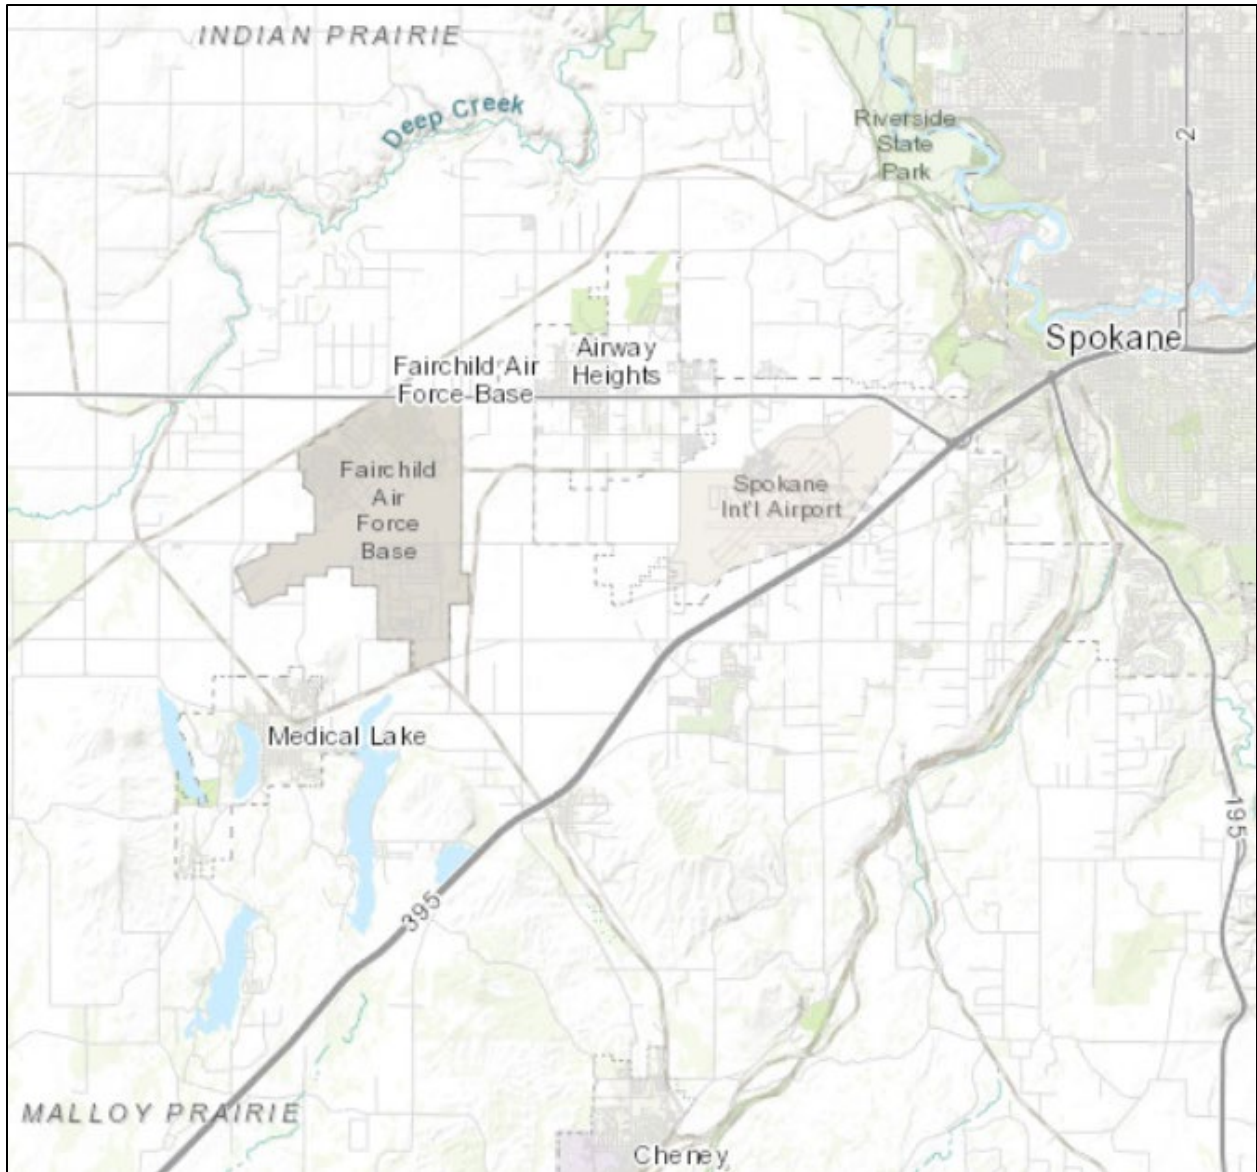 INDIAN PRAIRIE
Deep Creek
Riverside
State
Park
2
Spokane
Airway
Heights
Fairchild Air
Force Base
Fairchild
Air
Force
Base
Spokane
Int'l Airport
Medical Lake
195
395
MALLOY PRAIRIE
Cheney